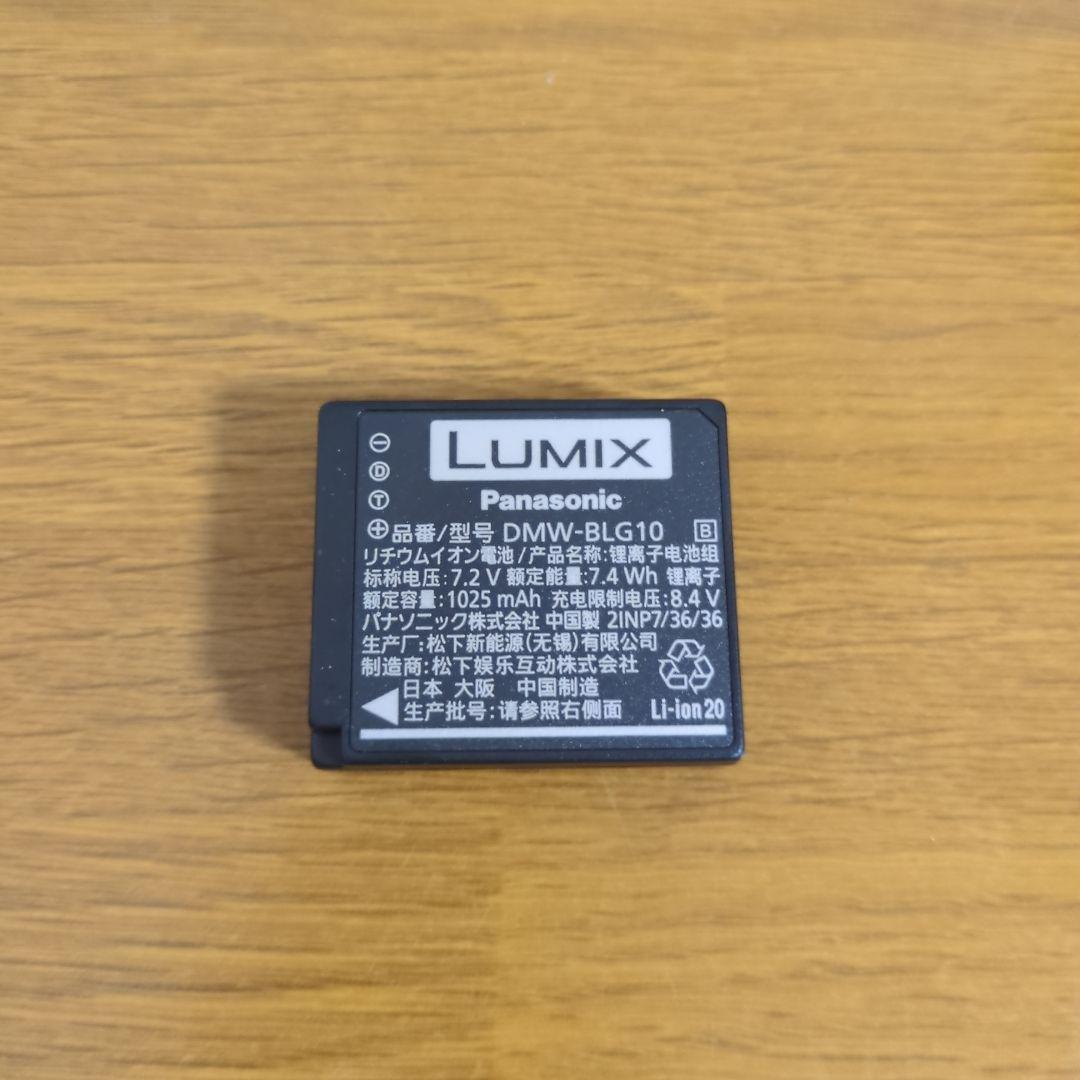 LUMIX
Panasonic
⊖
Ⓓ
Ⓣ
⊕ 品番/型号 DMW-BLG10 B
リチウムイオン電池/产品名称:锂离子电池组
标称电压:7.2 V 额定能量:7.4 Wh 锂离子
额定容量:1025 mAh 充电限制电压:8.4 V
パナソニック株式会社 中国製 2INP7/36/36
生产厂:松下新能源(无锡)有限公司
制造商:松下娱乐互动株式会社
日本 大阪 中国制造
生产批号:请参照右侧面 Li-ion 20